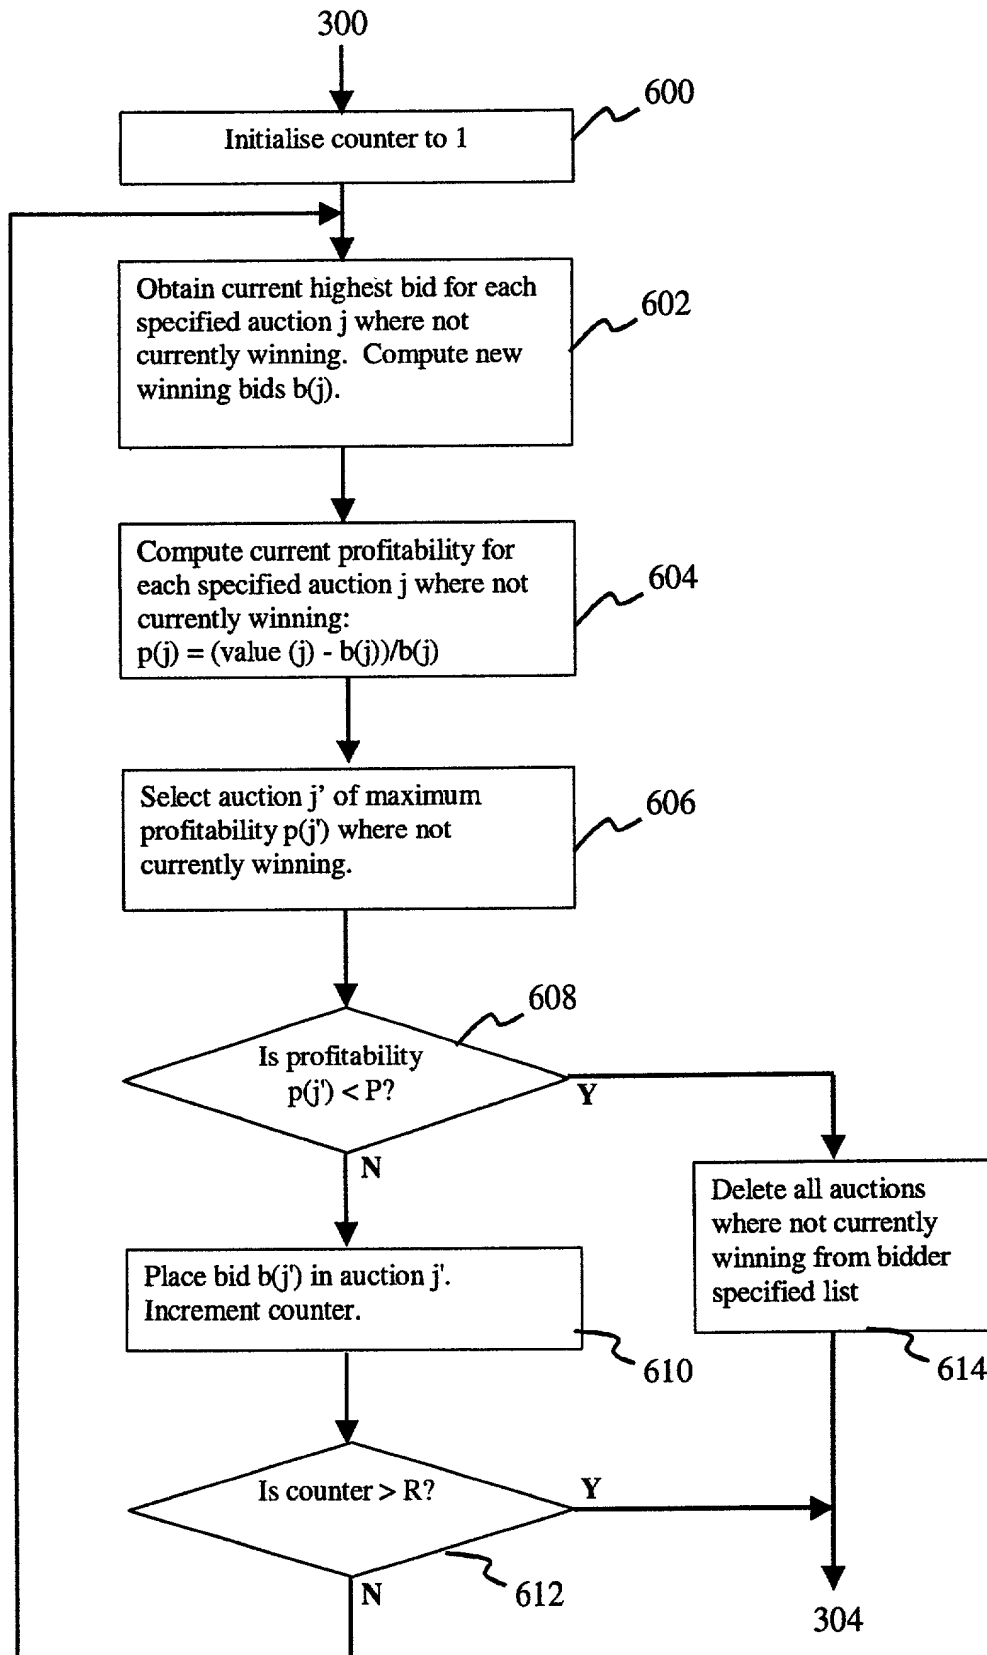 300
600
Initialise counter to 1
Obtain current highest bid for each
specified auction j where not
currently winning. Compute new
winning bids b(j).
602
Compute current profitability for
each specified auction j where not
currently winning:
p(j) = (value (j) - b(j))/b(j)
604
Select auction j’ of maximum
profitability p(j') where not
currently winning.
606
608
Is profitability
p(j') < P?
Y
N
Delete all auctions
where not currently
winning from bidder
specified list
614
Place bid b(j') in auction j'.
Increment counter.
610
Is counter > R?
Y
612
N
304